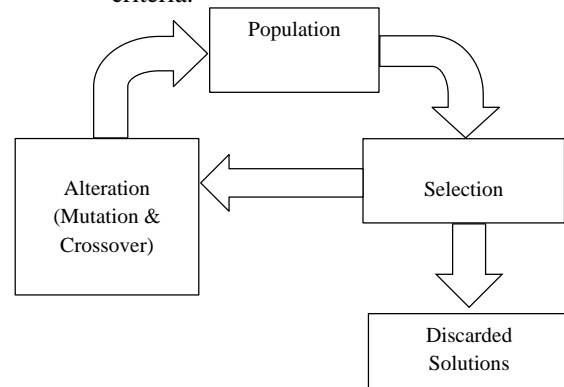 criteria.
Population
Alteration
(Mutation &
Crossover)
Selection
Discarded
Solutions